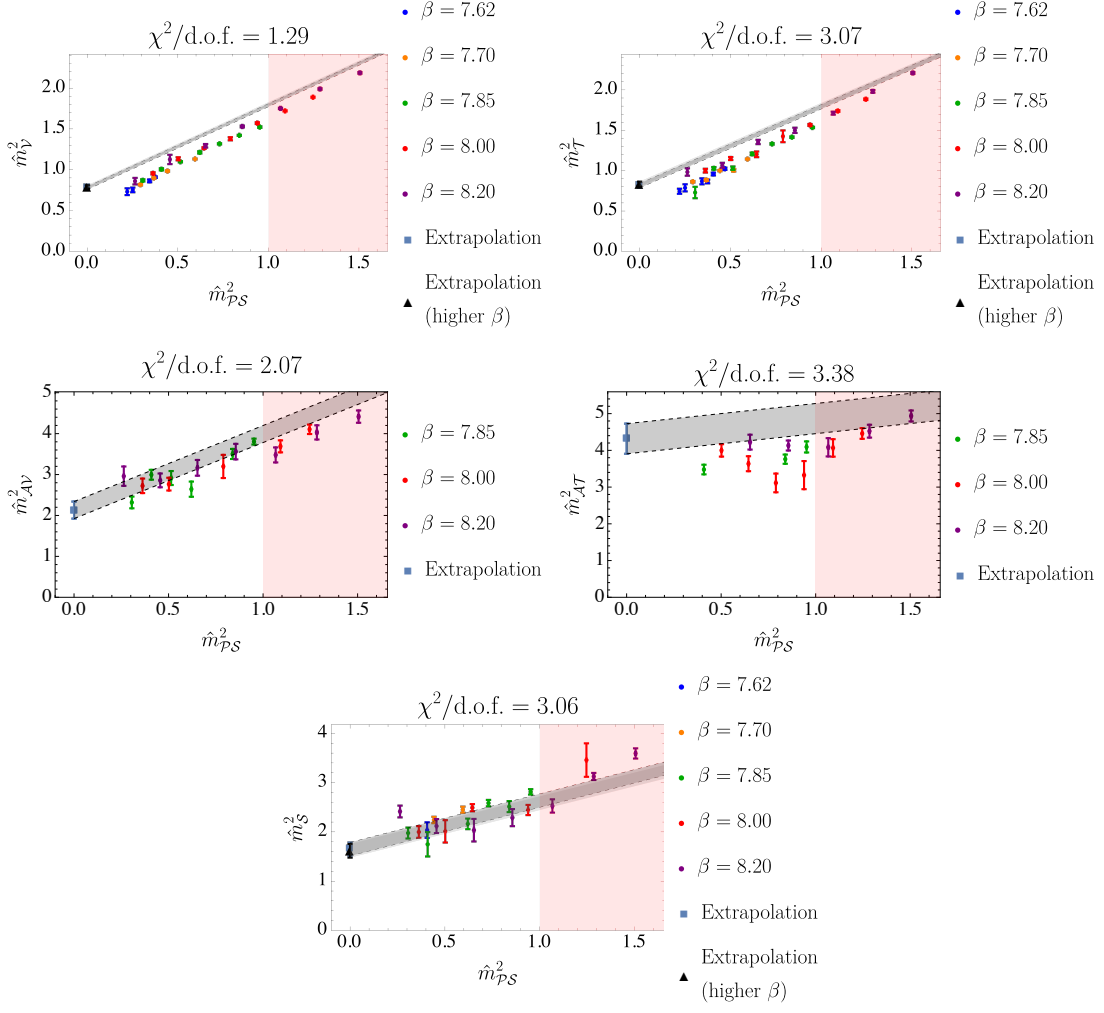 χ²/d.o.f. = 1.29
m̂²_𝒱
2.0
1.5
1.0
0.5
0.0
0.0 0.5 1.0 1.5
m̂²_𝒫𝒮
β = 7.62
β = 7.70
β = 7.85
β = 8.00
β = 8.20
Extrapolation
Extrapolation
(higher β)
χ²/d.o.f. = 3.07
m̂²_𝒯
2.0
1.5
1.0
0.5
0.0
0.0 0.5 1.0 1.5
m̂²_𝒫𝒮
β = 7.62
β = 7.70
β = 7.85
β = 8.00
β = 8.20
Extrapolation
Extrapolation
(higher β)
χ²/d.o.f. = 2.07
m̂²_𝒜𝒱
5
4
3
2
1
0
0.0 0.5 1.0 1.5
m̂²_𝒫𝒮
β = 7.85
β = 8.00
β = 8.20
Extrapolation
χ²/d.o.f. = 3.38
m̂²_𝒜𝒯
5
4
3
2
1
0
0.0 0.5 1.0 1.5
m̂²_𝒫𝒮
β = 7.85
β = 8.00
β = 8.20
Extrapolation
χ²/d.o.f. = 3.06
m̂²_𝒮
4
3
2
1
0
0.0 0.5 1.0 1.5
m̂²_𝒫𝒮
β = 7.62
β = 7.70
β = 7.85
β = 8.00
β = 8.20
Extrapolation
Extrapolation
(higher β)